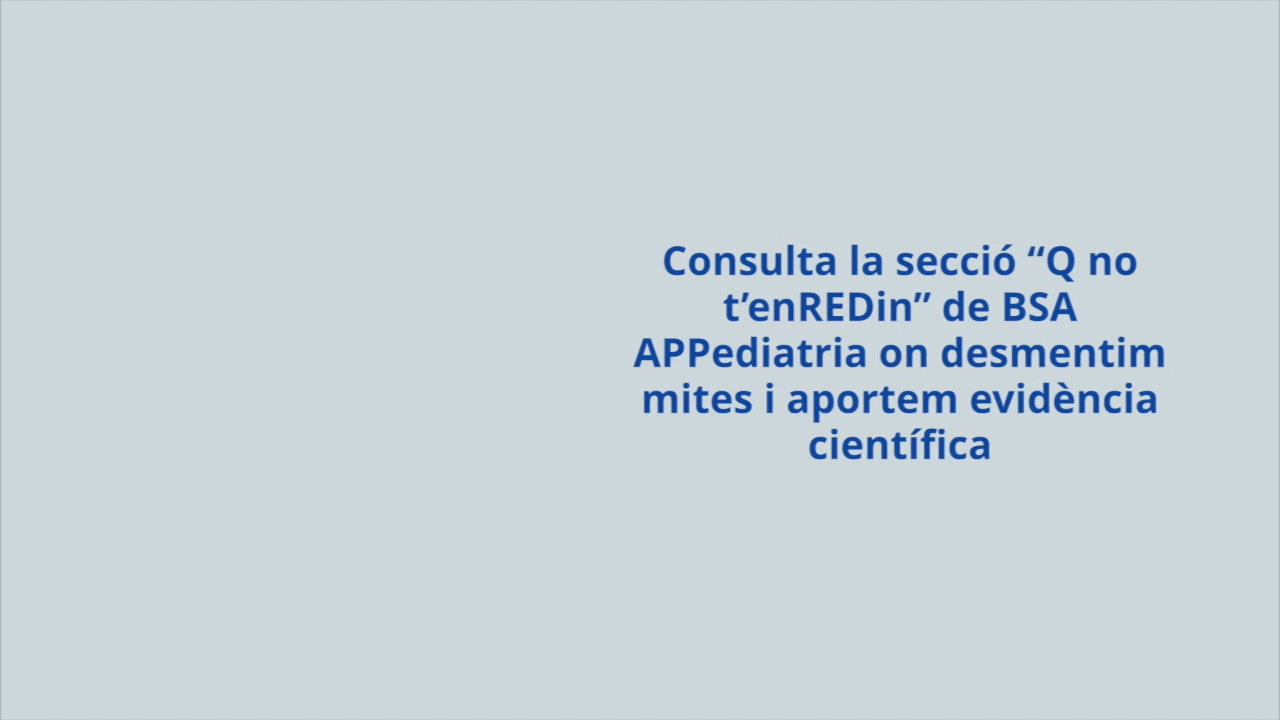 Consulta la secció “Q no
t’enREDin” de BSA
APPediatria on desmentim
mites i aportem evidència
científica